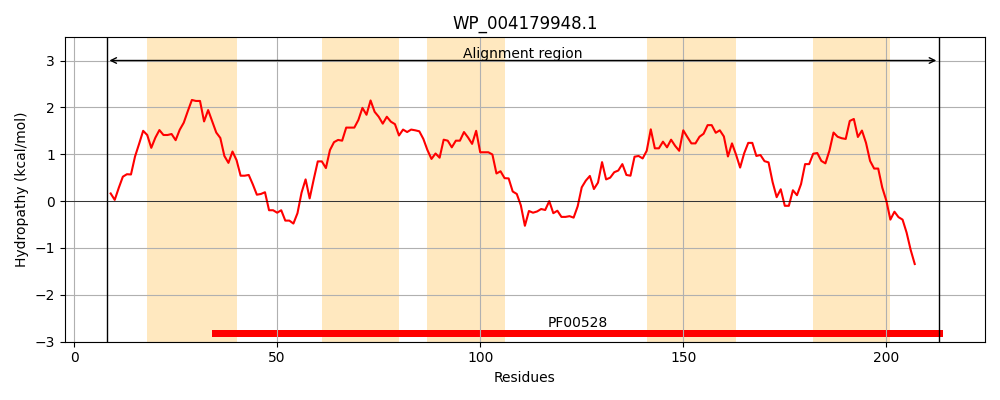 WP_004179948.1
Alignment region
3
2
1
0
−1
−2
−3
Hydropathy (kcal/mol)
PF00528
0 50 100 150 200
Residues